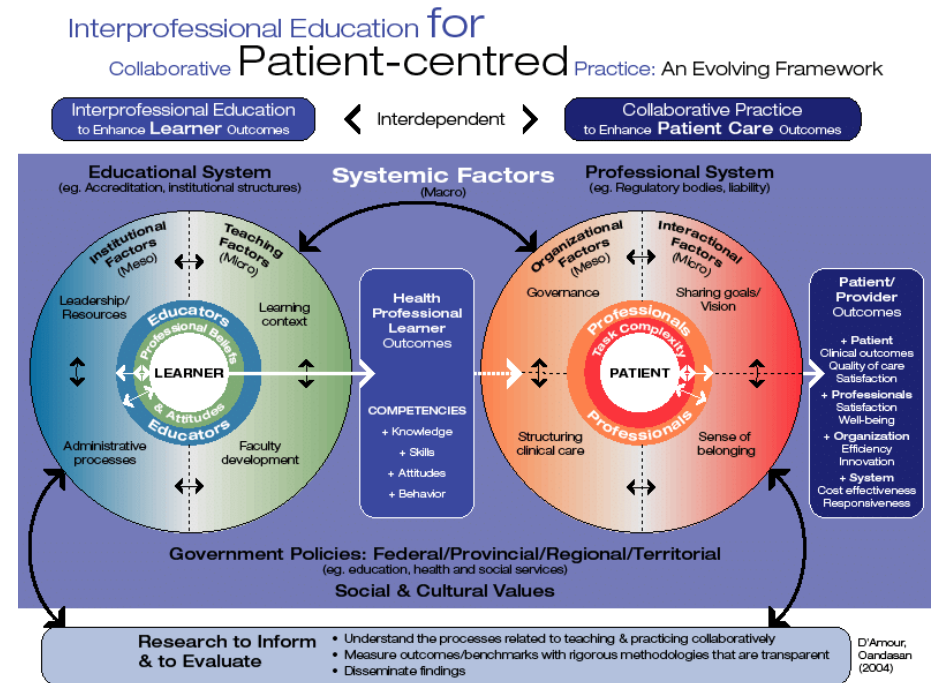 Interprofessional Education for
Collaborative Patient-centred Practice: An Evolving Framework
Interprofessional Education
to Enhance Learner Outcomes
Interdependent
Collaborative Practice
to Enhance Patient Care Outcomes
Educational System
(eg. Accreditation, institutional structures)
Systemic Factors
(Macro)
Professional System
(eg. Regulatory bodies, liability)
Institutional
Factors
(Meso)
Teaching
Factors
(Micro)
Leadership/
Resources
Learning
context
Educators
Professional Beliefs
LEARNER
& Attitudes
Educators
Administrative
processes
Faculty
development
Health
Professional
Learner
Outcomes
COMPETENCIES
+ Knowledge
+ Skills
+ Attitudes
+ Behavior
Organizational
Factors
(Meso)
Interactional
Factors
(Micro)
Governance
Sharing goals/
Vision
Professionals
Task Complexity
PATIENT
Professionals
Structuring
clinical care
Sense of
belonging
Patient/
Provider
Outcomes
+ Patient
Clinical outcomes
Quality of care
Satisfaction
+ Professionals
Satisfaction
Well-being
+ Organization
Efficiency
Innovation
+ System
Cost effectiveness
Responsiveness
Government Policies: Federal/Provincial/Regional/Territorial
(eg. education, health and social services)
Social & Cultural Values
Research to Inform
& to Evaluate
• Understand the processes related to teaching & practicing collaboratively
• Measure outcomes/benchmarks with rigorous methodologies that are transparent
• Disseminate findings
D'Amour,
Oandasan
(2004)